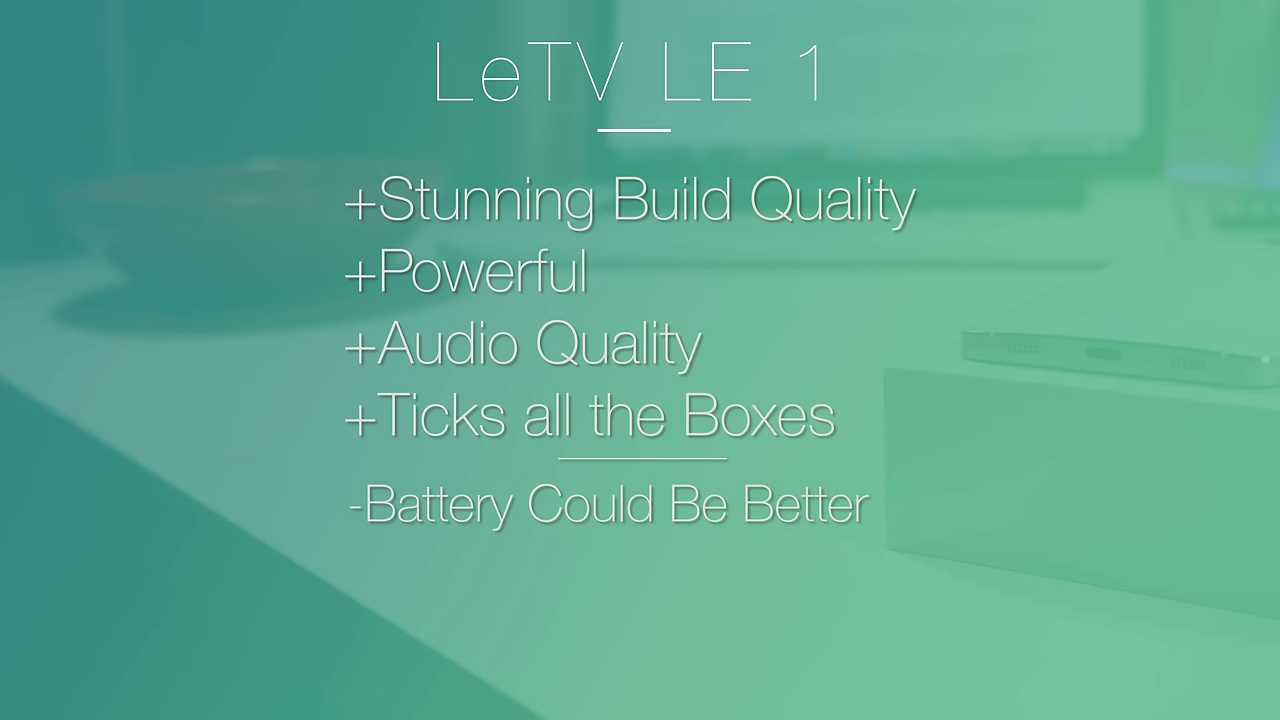 LeTV LE 1
+Stunning Build Quality
+Powerful
+Audio Quality
+Ticks all the Boxes
-Battery Could Be Better